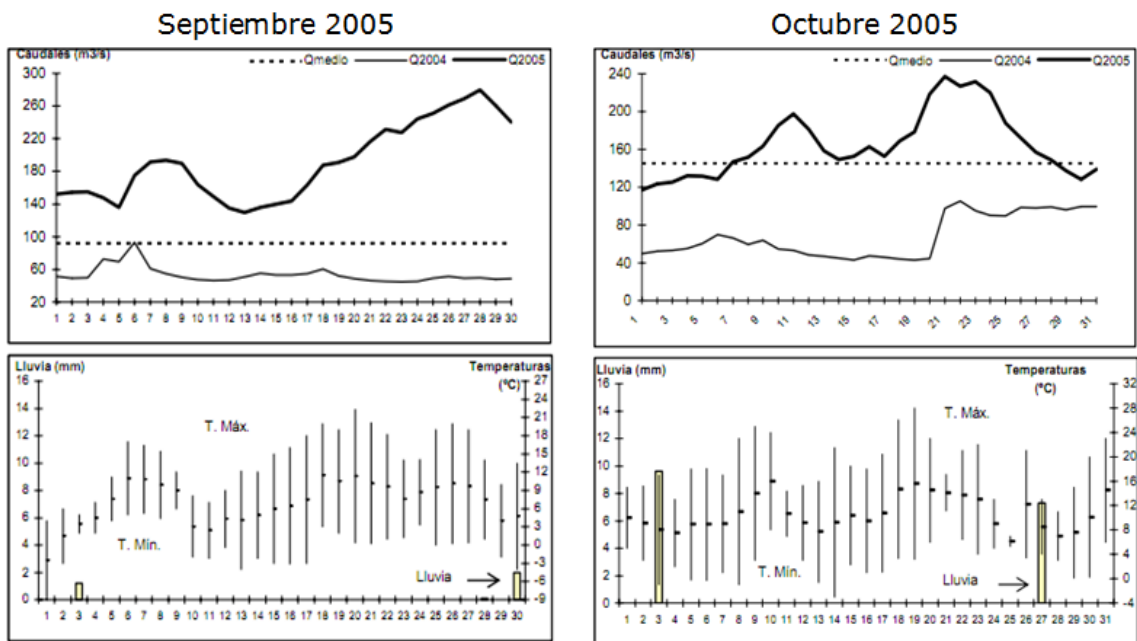 Septiembre 2005
Caudales (m3/s)
Qmedio Q2004 Q2005
300
260
220
180
140
100
60
20
1 2 3 4 5 6 7 8 9 10 11 12 13 14 15 16 17 18 19 20 21 22 23 24 25 26 27 28 29 30
Lluvia (mm)
Temperaturas
(ºC)
16
14
12
10
8
6
4
2
0
27
24
21
18
15
12
9
6
3
0
-3
-6
-9
T. Máx.
T. Mín.
Lluvia
1 2 3 4 5 6 7 8 9 10 11 12 13 14 15 16 17 18 19 20 21 22 23 24 25 26 27 28 29 30
Octubre 2005
Caudales (m3/s)
Qmedio Q2004 Q2005
240
200
160
120
80
40
0
1 3 5 7 9 11 13 15 17 19 21 23 25 27 29 31
Lluvia (mm)
Temperaturas
(ºC)
16
14
12
10
8
6
4
2
0
32
28
24
20
16
12
8
4
0
-4
T. Máx.
T. Mín.
Lluvia
1 2 3 4 5 6 7 8 9 10 11 12 13 14 15 16 17 18 19 20 21 22 23 24 25 26 27 28 29 30 31